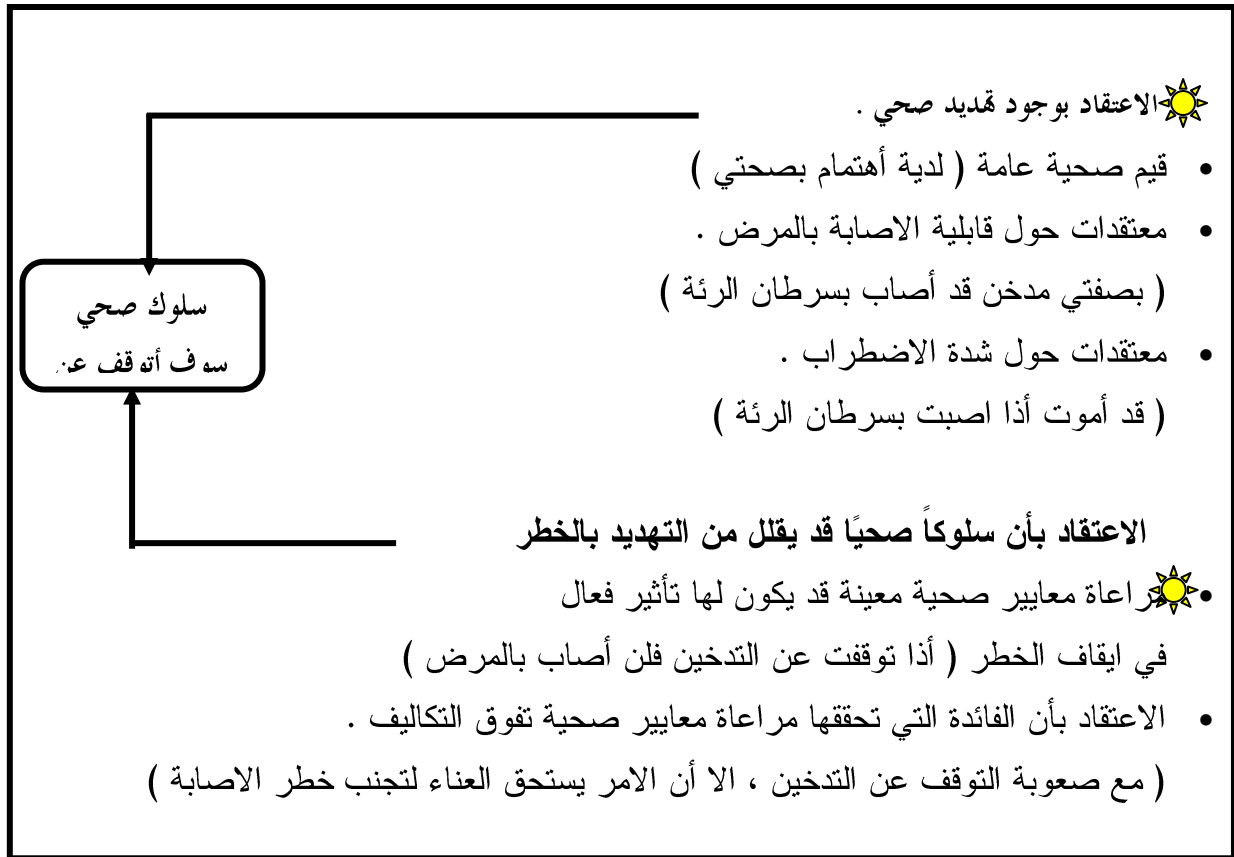 الاعتقاد بوجود تهديد صحي .
• قيم صحية عامة ( لدية أهتمام بصحتي )
• معتقدات حول قابلية الاصابة بالمرض .
( بصفتي مدخن قد أصاب بسرطان الرئة )
• معتقدات حول شدة الاضطراب .
( قد أموت أذا اصبت بسرطان الرئة )
سلوك صحي
سوف أتوقف عن
الاعتقاد بأن سلوكاً صحيًا قد يقلل من التهديد بالخطر
• مراعاة معايير صحية معينة قد يكون لها تأثير فعال
في ايقاف الخطر ( أذا توقفت عن التدخين فلن أصاب بالمرض )
• الاعتقاد بأن الفائدة التي تحققها مراعاة معايير صحية تفوق التكاليف .
( مع صعوبة التوقف عن التدخين ، الا أن الامر يستحق العناء لتجنب خطر الاصابة )